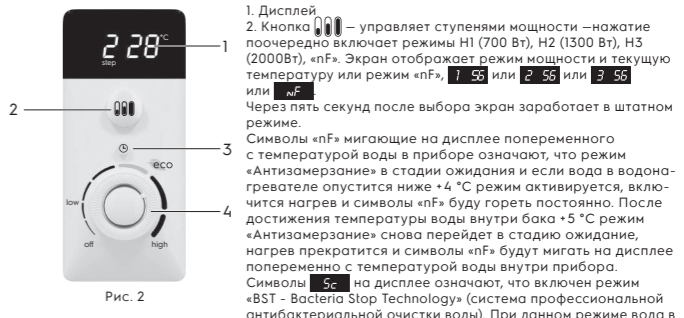 2 28 °C
step
1
2
3
eco
4
low
off
high
Рис. 2
1. Дисплей
2. Кнопка – управляет ступенями мощности –нажатие
поочередно включает режимы H1 (700 Вт), H2 (1300 Вт), H3
(2000Вт), «nF». Экран отображает режим мощности и текущую
температуру или режим «nF», 1 56 или 2 56 или 3 56
или nF.
Через пять секунд после выбора экран заработает в штатном
режиме.
Символы «nF» мигающие на дисплее попеременного
с температурой воды в приборе означают, что режим
«Антизамерзание» в стадии ожидания и если вода в водона-
гревателе опустится ниже +4 °С режим активируется, вклю-
чится нагрев и символы «nF» буду гореть постоянно. После
достижения температуры воды внутри бака +5 °С режим
«Антизамерзание» снова перейдет в стадию ожидания,
нагрев прекратится и символы «nF» будут мигать на дисплее
попеременно с температурой воды внутри прибора.
Символы Sc на дисплее означают, что включен режим
«BST - Bacteria Stop Technology» (система профессиональной
антибактериальной очистки воды). При данном режиме вода в